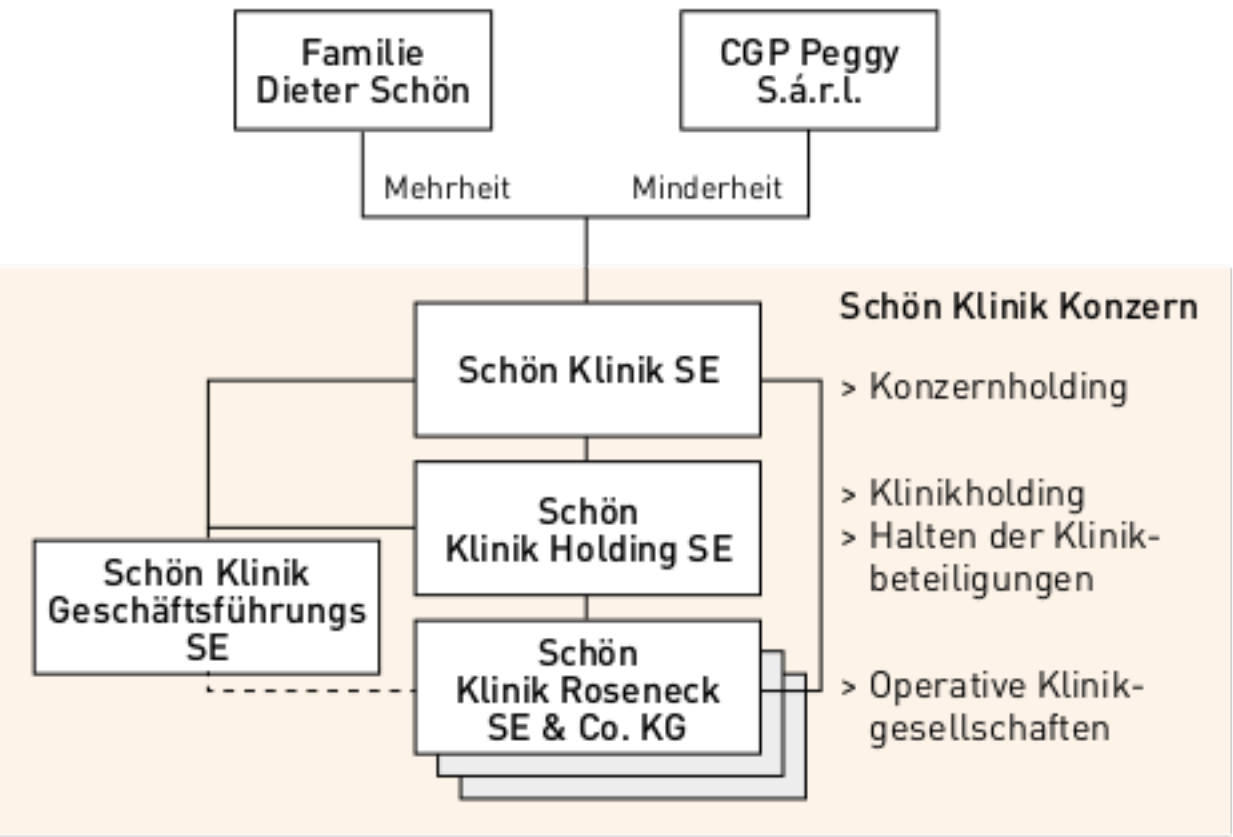 Familie
Dieter Schön
CGP Peggy
S.á.r.l.
Mehrheit
Minderheit
Schön Klinik Konzern
Schön Klinik SE
> Konzernholding
Schön
Klinik Holding SE
> Klinikholding
> Halten der Klinik-
beteiligungen
Schön Klinik
Geschäftsführungs
SE
Schön
Klinik Roseneck
SE & Co. KG
> Operative Klinik-
gesellschaften